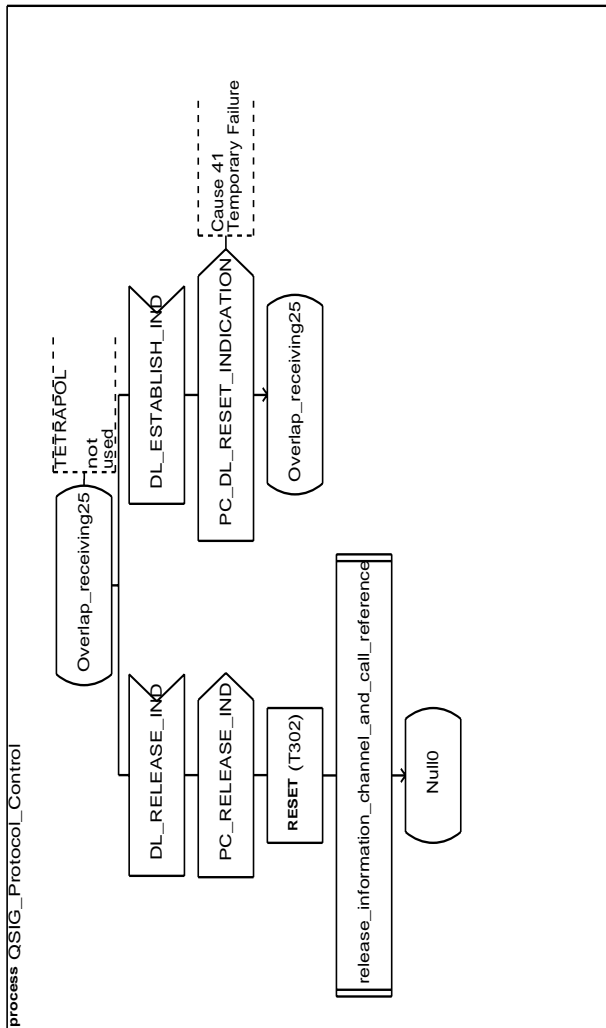 process QSIG_Protocol_Control
Overlap_receiving25
TETRAPOL
not
used
DL_RELEASE_IND
PC_RELEASE_IND
RESET (T302)
release_information_channel_and_call_reference
Null0
DL_ESTABLISH_IND
PC_DL_RESET_INDICATION
Cause 41
Temporary Failure
Overlap_receiving25